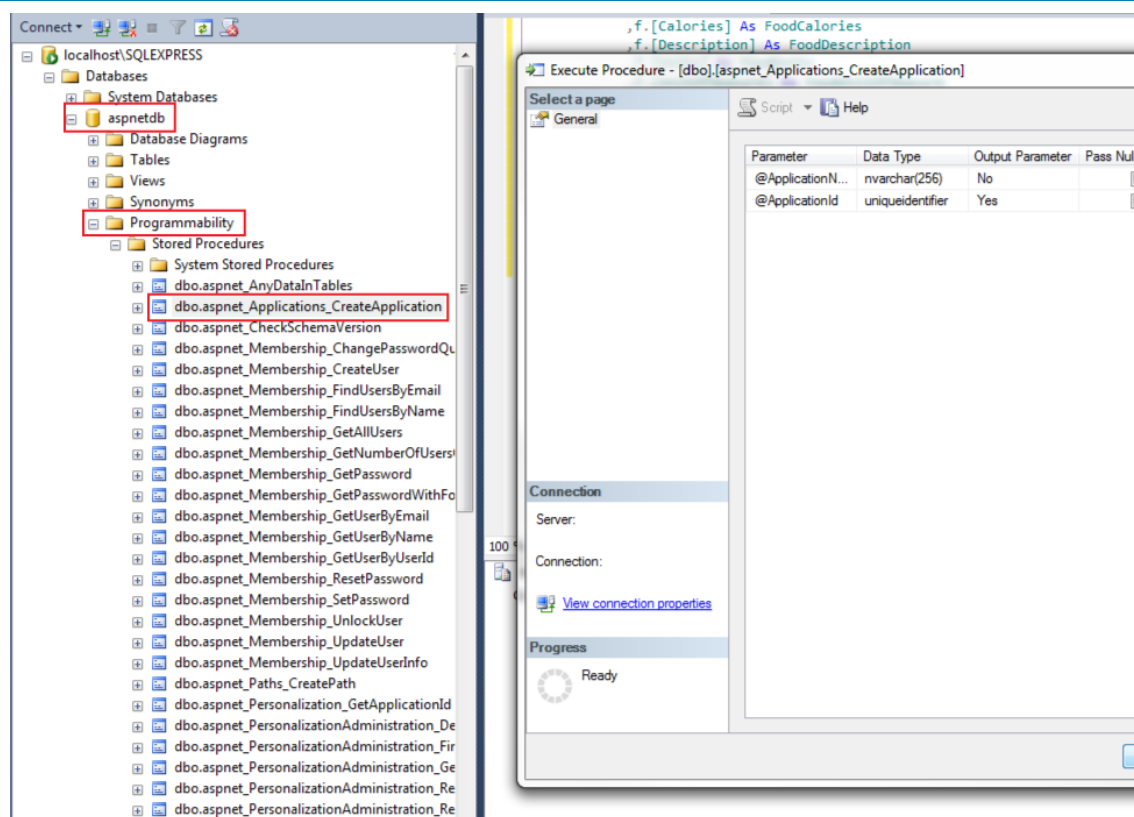 Connect
localhost\SQLEXPRESS
Databases
System Databases
aspnetdb
Database Diagrams
Tables
Views
Synonyms
Programmability
Stored Procedures
System Stored Procedures
dbo.aspnet_AnyDataInTables
dbo.aspnet_Applications_CreateApplication
dbo.aspnet_CheckSchemaVersion
dbo.aspnet_Membership_ChangePasswordQu
dbo.aspnet_Membership_CreateUser
dbo.aspnet_Membership_FindUsersByEmail
dbo.aspnet_Membership_FindUsersByName
dbo.aspnet_Membership_GetAllUsers
dbo.aspnet_Membership_GetNumberOfUsers
dbo.aspnet_Membership_GetPassword
dbo.aspnet_Membership_GetPasswordWithFo
dbo.aspnet_Membership_GetUserByEmail
dbo.aspnet_Membership_GetUserByName
dbo.aspnet_Membership_GetUserByUserId
dbo.aspnet_Membership_ResetPassword
dbo.aspnet_Membership_SetPassword
dbo.aspnet_Membership_UnlockUser
dbo.aspnet_Membership_UpdateUser
dbo.aspnet_Membership_UpdateUserInfo
dbo.aspnet_Paths_CreatePath
dbo.aspnet_Personalization_GetApplicationId
dbo.aspnet_PersonalizationAdministration_De
dbo.aspnet_PersonalizationAdministration_Fir
dbo.aspnet_PersonalizationAdministration_Ge
dbo.aspnet_PersonalizationAdministration_Re
dbo.aspnet_PersonalizationAdministration_Re
,f.[Calories] As FoodCalories
,f.[Description] As FoodDescription
100 %
Execute Procedure - [dbo].[aspnet_Applications_CreateApplication]
Select a page
General
Script Help
Parameter Data Type Output Parameter Pass Nul
@ApplicationN... nvarchar(256) No
@ApplicationId uniqueidentifier Yes
Connection
Server:
Connection:
View connection properties
Progress
Ready